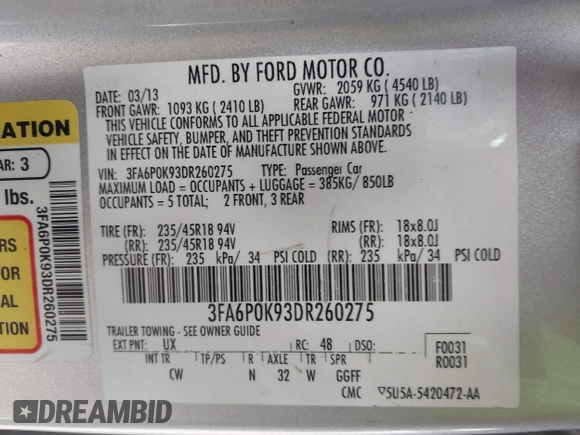 MFD. BY FORD MOTOR CO.
DATE: 03/13 GVWR: 2059 KG ( 4540 LB)
FRONT GAWR: 1093 KG ( 2410 LB) REAR GAWR: 971 KG ( 2140 LB)
THIS VEHICLE CONFORMS TO ALL APPLICABLE FEDERAL MOTOR
VEHICLE SAFETY, BUMPER, AND THEFT PREVENTION STANDARDS
IN EFFECT ON THE DATE OF MANUFACTURE SHOWN ABOVE.
VIN: 3FA6P0K93DR260275 TYPE: Passenger Car
MAXIMUM LOAD = OCCUPANTS + LUGGAGE = 385KG/ 850LB
OCCUPANTS = 5 TOTAL; 2 FRONT, 3 REAR
TIRE (FR): 235/45R18 94V RIMS (FR): 18x8.0J
(RR): 235/45R18 94V (RR): 18x8.0J
PRESSURE (FR): 235 kPa/ 34 PSI COLD (RR): 235 kPa/ 34 PSI COLD
3FA6P0K93DR260275
TRAILER TOWING - SEE OWNER GUIDE
EXT PNT: UX RC: 48 DSO: F0031
R0031
INT TR TP/PS R AXLE TR SPR
CW N 32 W GGFF
CMC ▽5U5A-5420472-AA
ATION
AR: 3
lbs.
RS
FOR
AL
TION
3FA6P0K93DR260275
DREAMBID